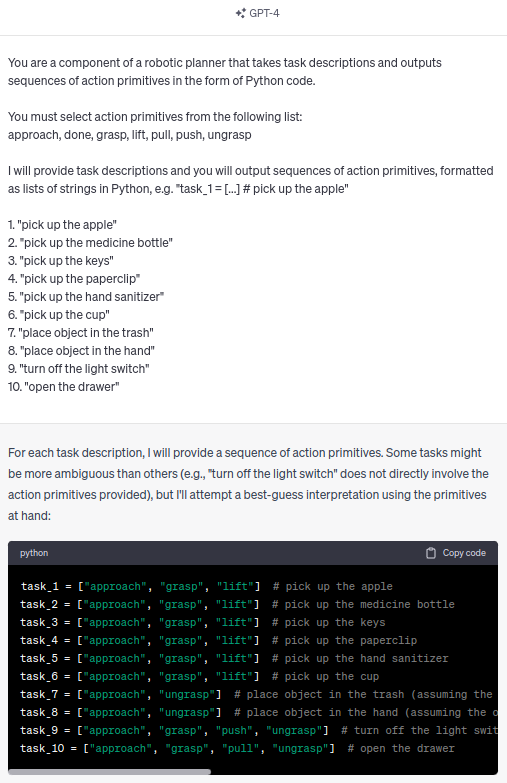 GPT-4
You are a component of a robotic planner that takes task descriptions and outputs
sequences of action primitives in the form of Python code.
You must select action primitives from the following list:
approach, done, grasp, lift, pull, push, ungrasp
I will provide task descriptions and you will output sequences of action primitives, formatted
as lists of strings in Python, e.g. "task_1 = [...] # pick up the apple"
1. "pick up the apple"
2. "pick up the medicine bottle"
3. "pick up the keys"
4. "pick up the paperclip"
5. "pick up the hand sanitizer"
6. "pick up the cup"
7. "place object in the trash"
8. "place object in the hand"
9. "turn off the light switch"
10. "open the drawer"
For each task description, I will provide a sequence of action primitives. Some tasks might
be more ambiguous than others (e.g., "turn off the light switch" does not directly involve the
action primitives provided), but I'll attempt a best-guess interpretation using the primitives
at hand:
python Copy code
task_1 = ["approach", "grasp", "lift"]  # pick up the apple
task_2 = ["approach", "grasp", "lift"]  # pick up the medicine bottle
task_3 = ["approach", "grasp", "lift"]  # pick up the keys
task_4 = ["approach", "grasp", "lift"]  # pick up the paperclip
task_5 = ["approach", "grasp", "lift"]  # pick up the hand sanitizer
task_6 = ["approach", "grasp", "lift"]  # pick up the cup
task_7 = ["approach", "ungrasp"]  # place object in the trash (assuming the
task_8 = ["approach", "ungrasp"]  # place object in the hand (assuming the o
task_9 = ["approach", "grasp", "push", "ungrasp"]  # turn off the light swit
task_10 = ["approach", "grasp", "pull", "ungrasp"]  # open the drawer